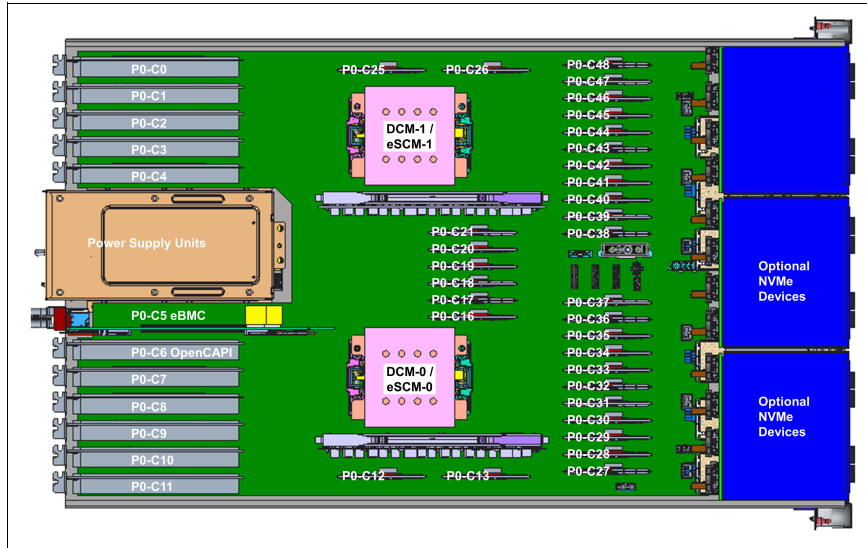 P0-C0
P0-C1
P0-C2
P0-C3
P0-C4
Power Supply Units
P0-C5 eBMC
P0-C6 OpenCAPI
P0-C7
P0-C8
P0-C9
P0-C10
P0-C11
P0-C25
P0-C26
DCM-1 /
eSCM-1
P0-C21
P0-C20
P0-C19
P0-C18
P0-C17
P0-C16
DCM-0 /
eSCM-0
P0-C12
P0-C13
P0-C48
P0-C47
P0-C46
P0-C45
P0-C44
P0-C43
P0-C42
P0-C41
P0-C40
P0-C39
P0-C38
P0-C37
P0-C36
P0-C35
P0-C34
P0-C33
P0-C32
P0-C31
P0-C30
P0-C29
P0-C28
P0-C27
Optional
NVMe
Devices
Optional
NVMe
Devices